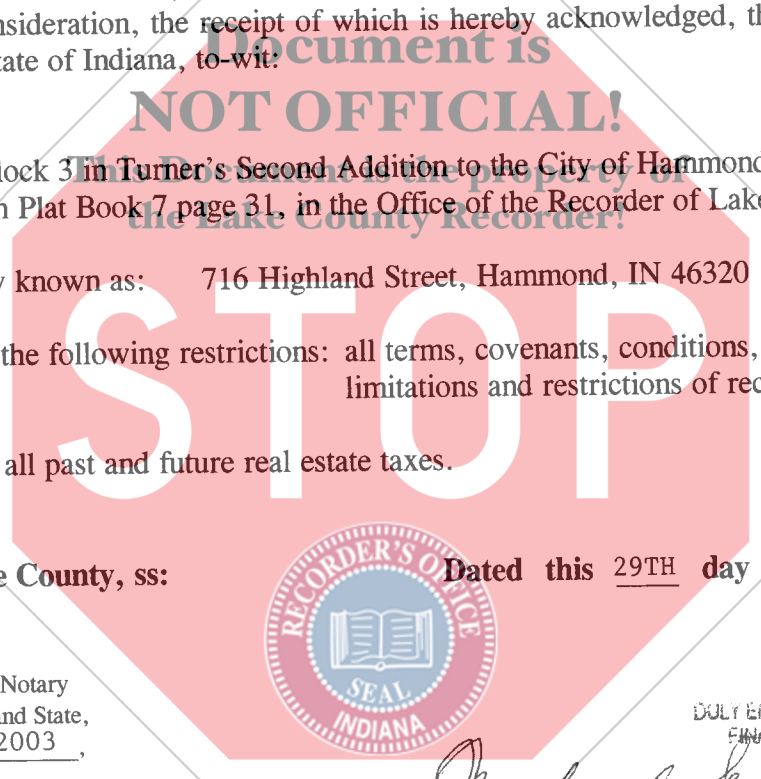 nsideration, the receipt of which is hereby acknowledged, th
tate of Indiana, to-wit:
Document is
NOT OFFICIAL!
lock 3 in Turner's Second Addition to the City of Hammond
This Document is the property of
n Plat Book 7 page 31, in the Office of the Recorder of Lake
the Lake County Recorder!
y known as: 716 Highland Street, Hammond, IN 46320
STOP
the following restrictions: all terms, covenants, conditions,
limitations and restrictions of rec
all past and future real estate taxes.
e County, ss: Dated this 29TH day
RECORDER'S OFFICE
SEAL
INDIANA
Notary
nd State,
2003,
DULY